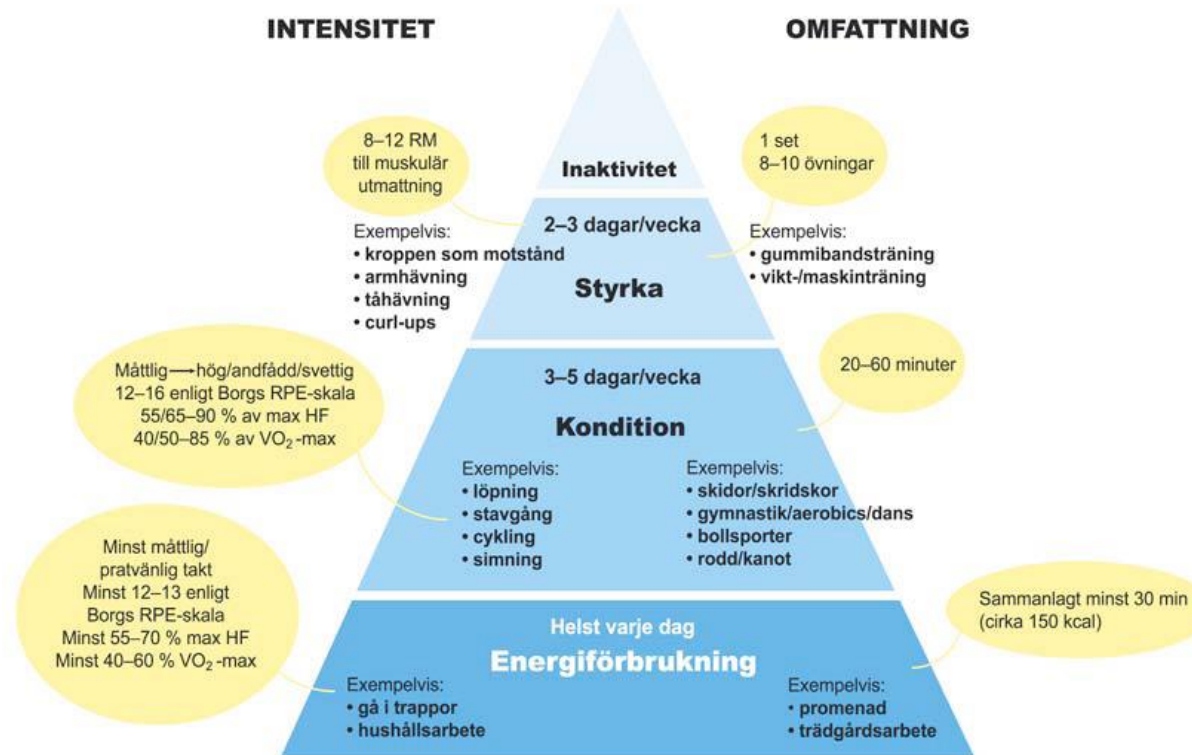 INTENSITET
OMFATTNING
8–12 RM
till muskulär
utmattning
1 set
8–10 övningar
Inaktivitet
2–3 dagar/vecka
Styrka
Exempelvis:
• kroppen som motstånd
• armhävning
• tåhävning
• curl-ups
Exempelvis:
• gummibandsträning
• vikt-/maskinträning
Måttlig⟶hög/andfådd/svettig
12–16 enligt Borgs RPE-skala
55/65–90 % av max HF
40/50–85 % av VO₂-max
20–60 minuter
3–5 dagar/vecka
Kondition
Exempelvis:
• löpning
• stavgång
• cykling
• simning
Exempelvis:
• skidor/skridskor
• gymnastik/aerobics/dans
• bollsporter
• rodd/kanot
Minst måttlig/
pratvänlig takt
Minst 12–13 enligt
Borgs RPE-skala
Minst 55–70 % max HF
Minst 40–60 % VO₂-max
Sammanlagt minst 30 min
(cirka 150 kcal)
Helst varje dag
Energiförbrukning
Exempelvis:
• gå i trappor
• hushållsarbete
Exempelvis:
• promenad
• trädgårdsarbete